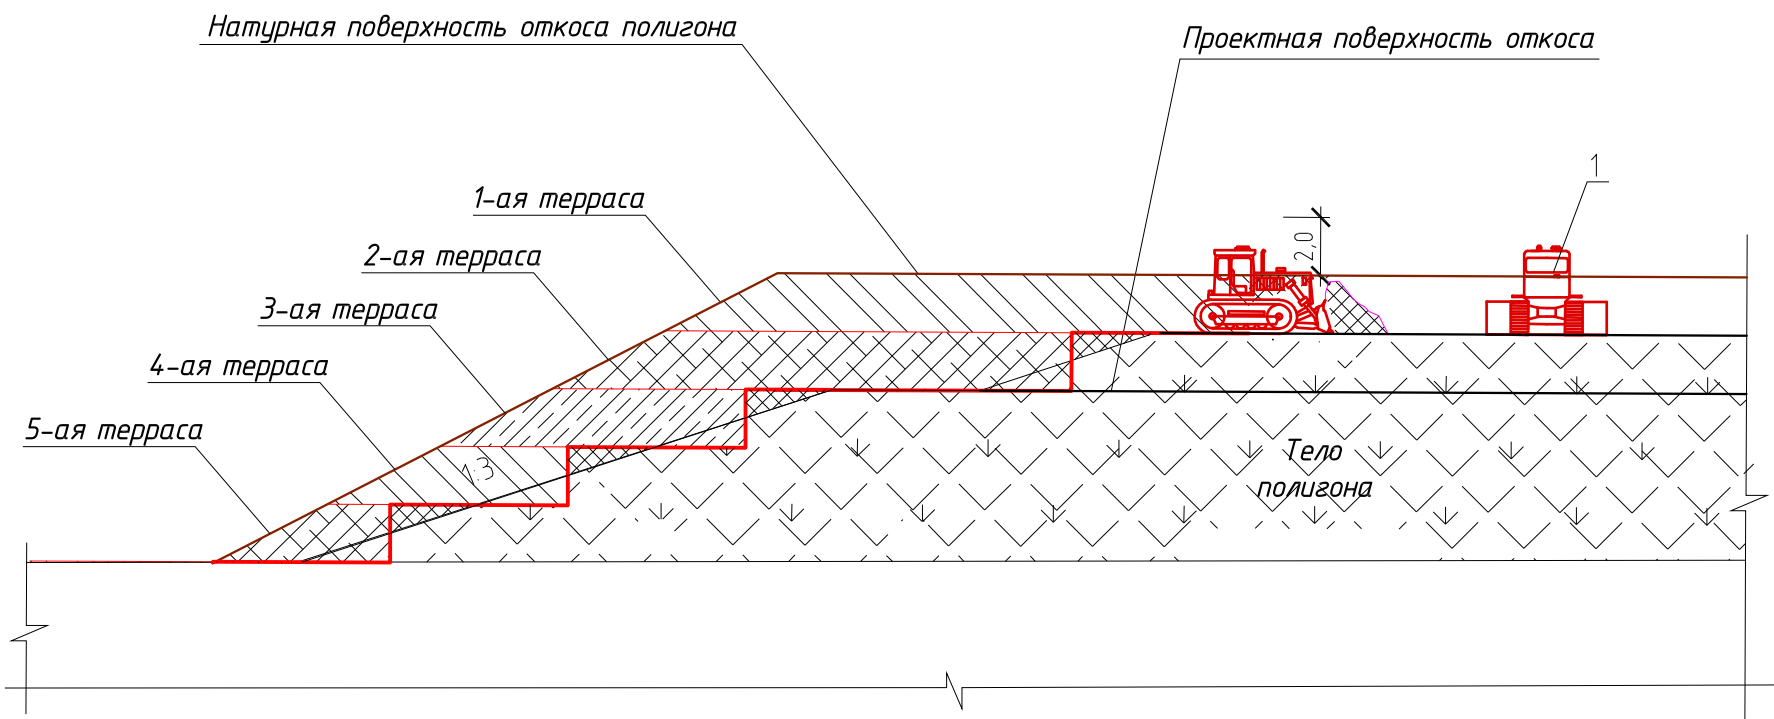 Натурная поверхность откоса полигона
Проектная поверхность откоса
1
1-ая терраса
2,0
2-ая терраса
3-ая терраса
4-ая терраса
5-ая терраса
1:3
Тело
полигона